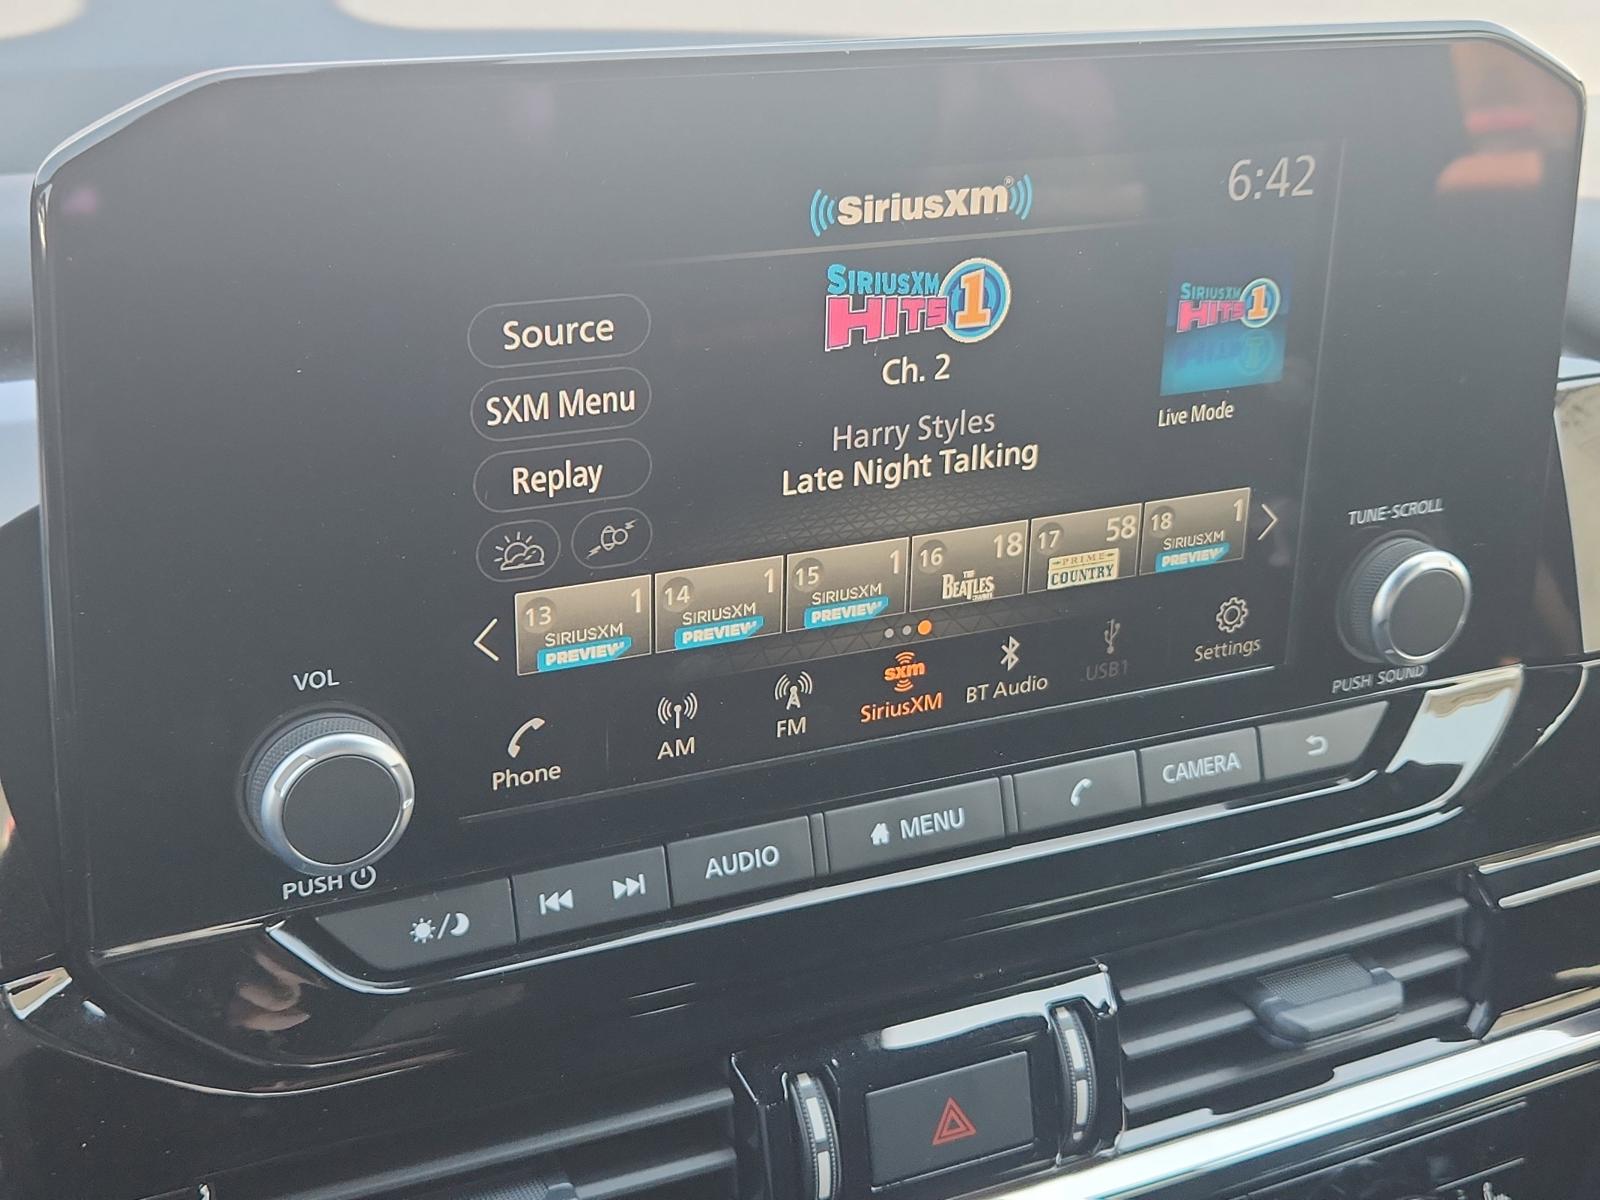 SiriusXM®
6:42
SIRIUSXM
HITS 1
SIRIUSXM
HITS 1
Source
SXM Menu
Replay
Ch. 2
Live Mode
Harry Styles
Late Night Talking
13 1
SIRIUSXM
PREVIEW
14 1
SIRIUSXM
PREVIEW
15 1
SIRIUSXM
PREVIEW
16 18
THE
BEATLES
CHANNEL
17 58
PRIME
COUNTRY
18 1
SIRIUSXM
PREVIEW
Phone
AM
FM
sxm
SiriusXM
BT Audio
USB1
Settings
VOL
PUSH
TUNE·SCROLL
PUSH SOUND
AUDIO
MENU
CAMERA